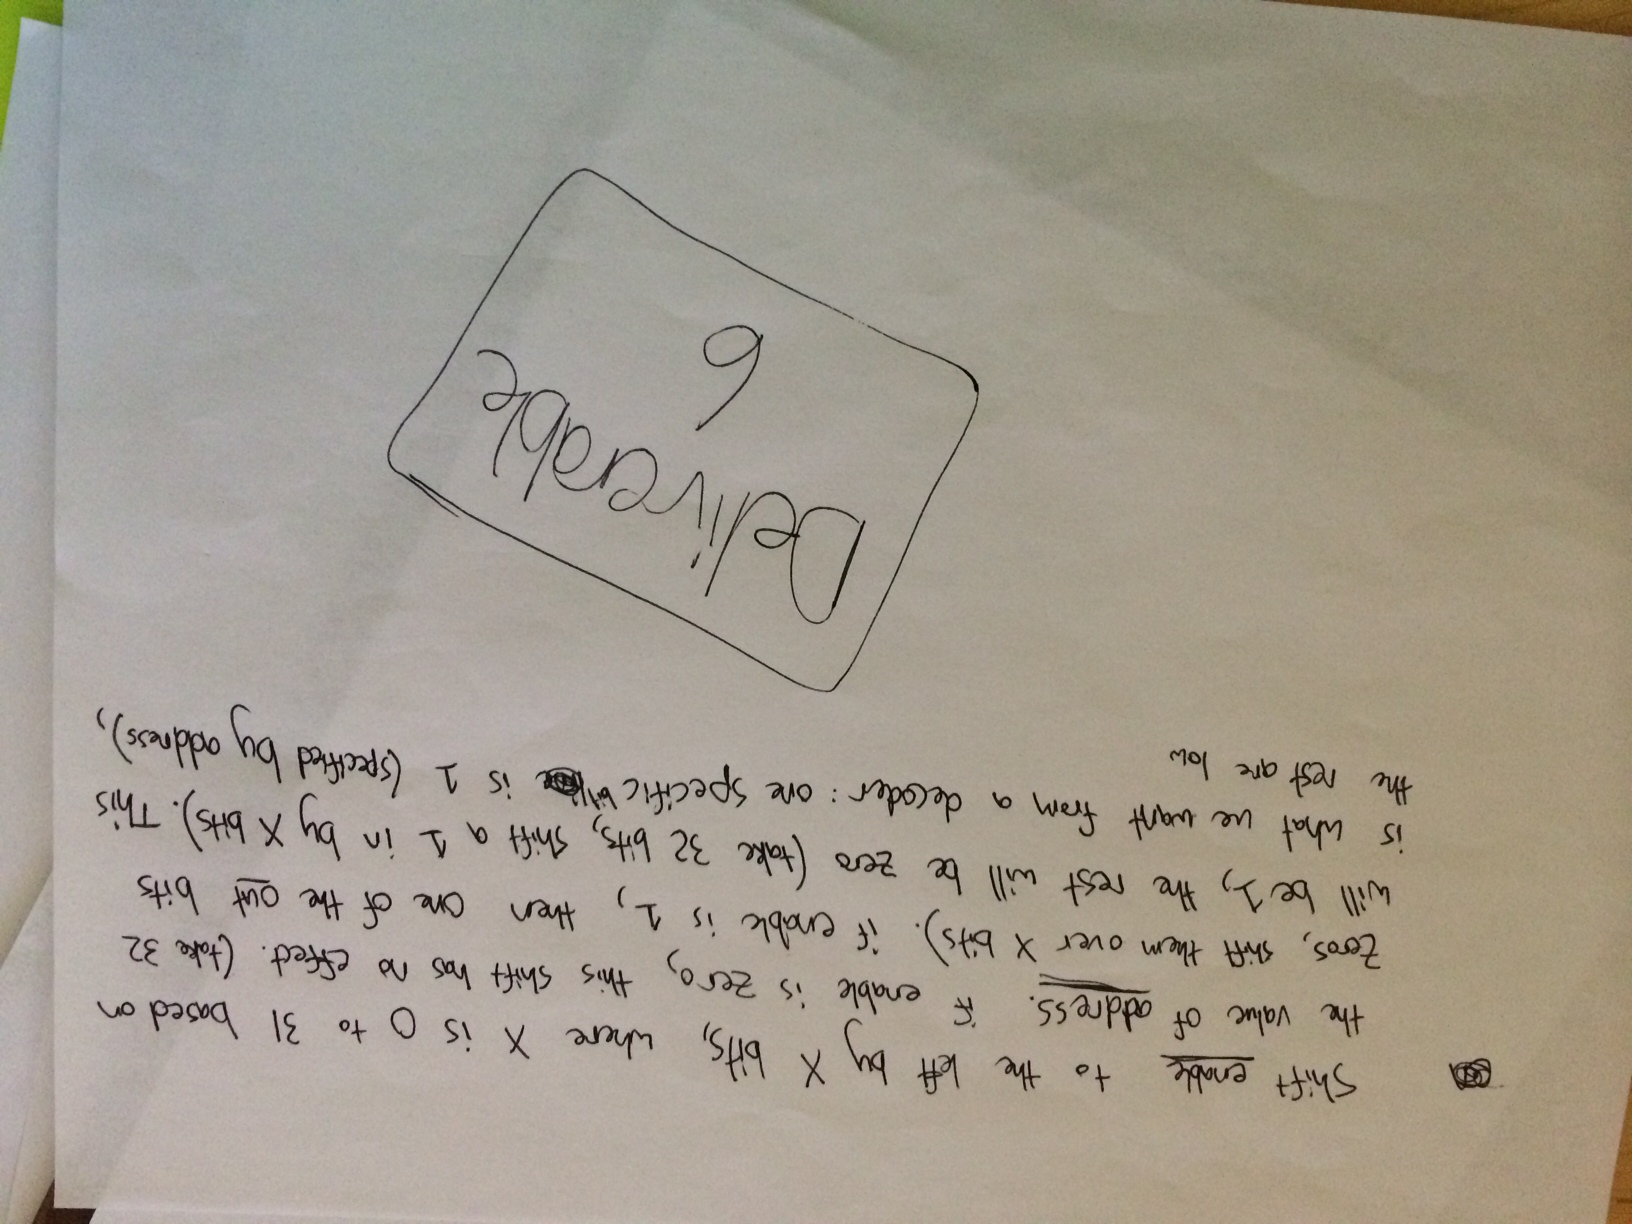 Shift enable to the left by X bits, where X is 0 to 31 based on
the value of address. if enable is zero, this shift has no effect. (take 32
zeros, shift them over X bits). if enable is 1, then one of the out bits
will be 1, the rest will be zero (take 32 bits, shift a 1 in by X bits). This
is what we want from a decoder: one specific bit is 1 (specified by address),
the rest are low
Deliverable
6